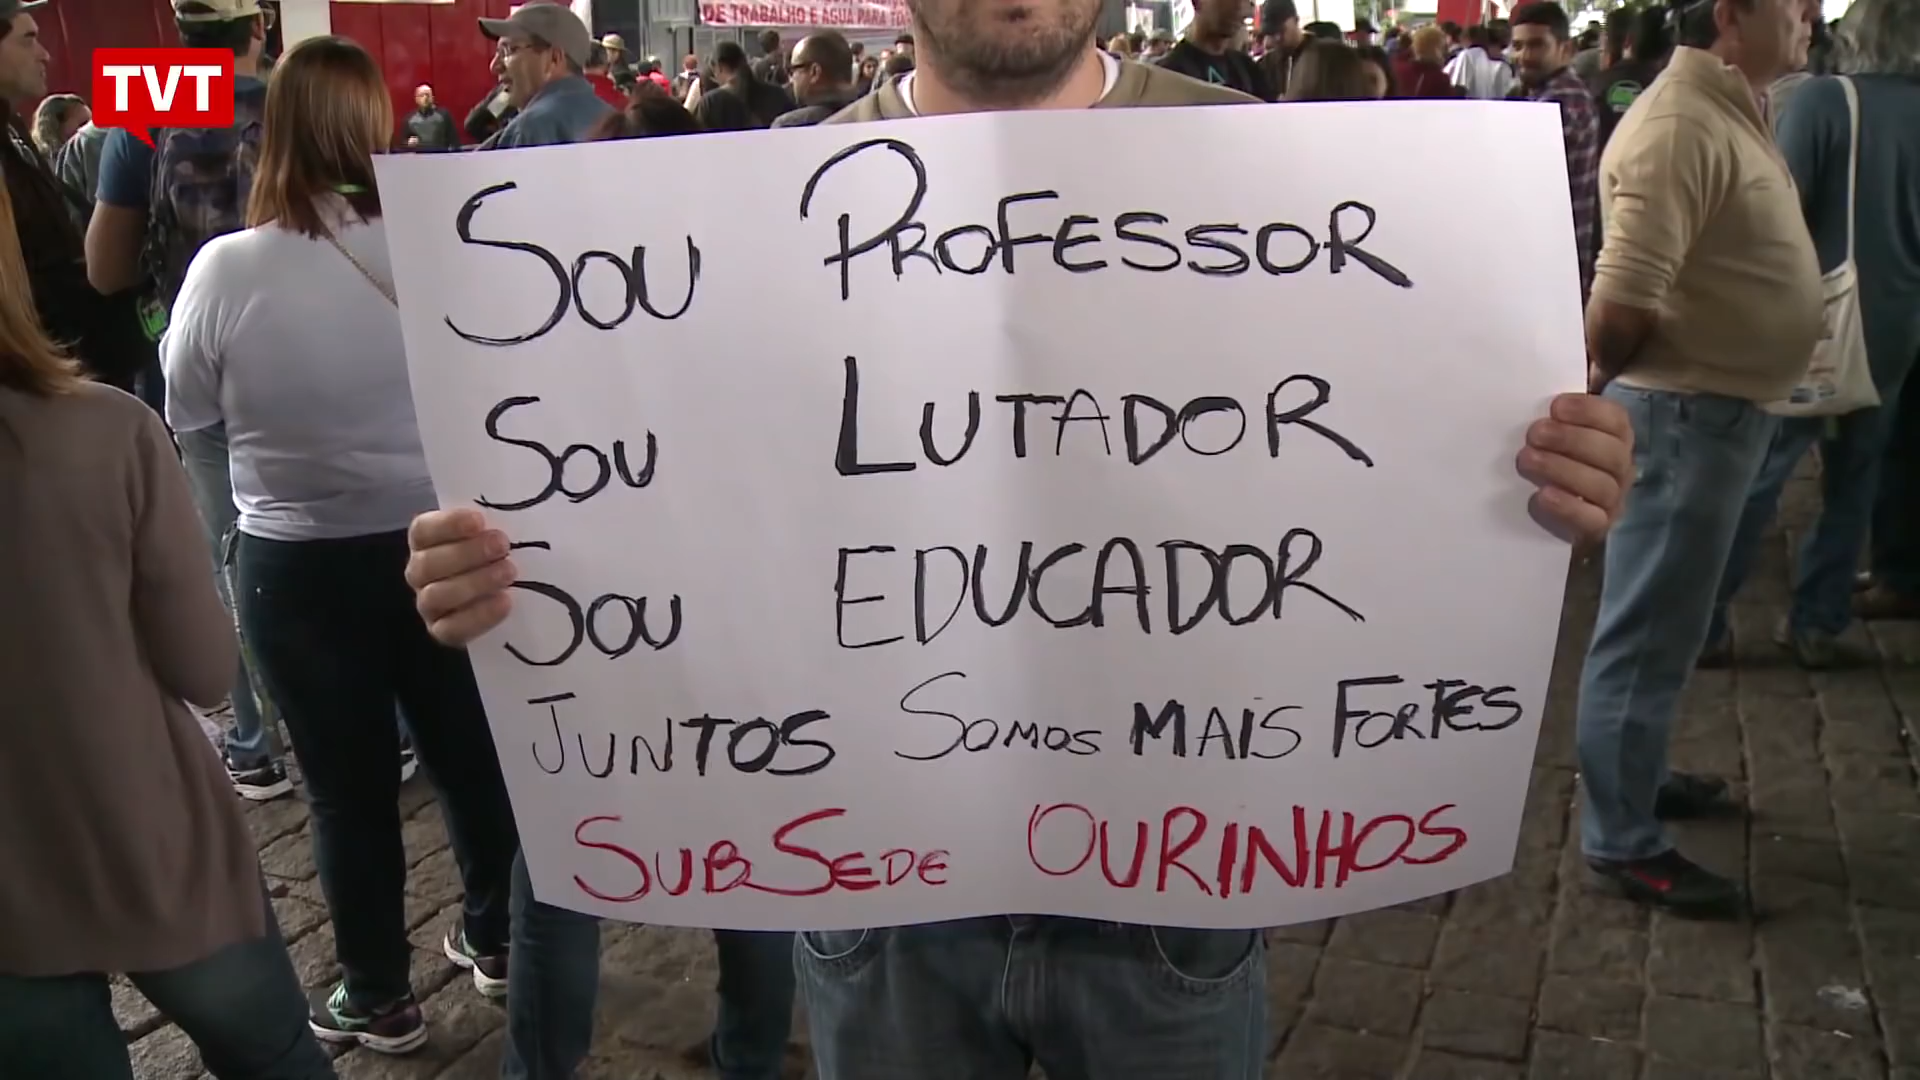 DE TRABALHO E ÁGUA PARA TO
TVT
SOU PROFESSOR
SOU LUTADOR
SOU EDUCADOR
JUNTOS SOMOS MAIS FORTES
SUBSEDE OURINHOS